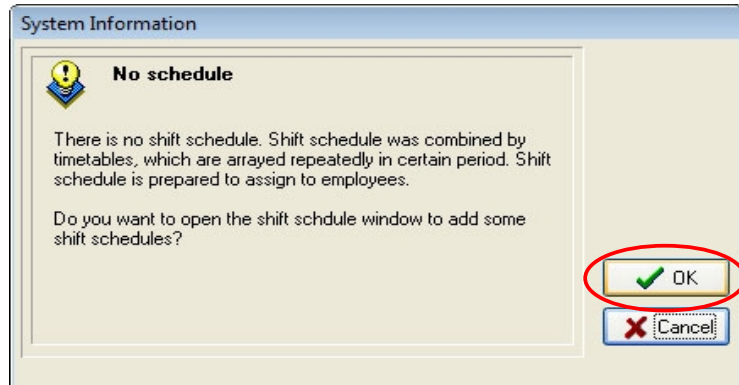 System Information
No schedule
There is no shift schedule. Shift schedule was combined by
timetables, which are arrayed repeatedly in certain period. Shift
schedule is prepared to assign to employees.
Do you want to open the shift schdule window to add some
shift schedules?
OK
Cancel